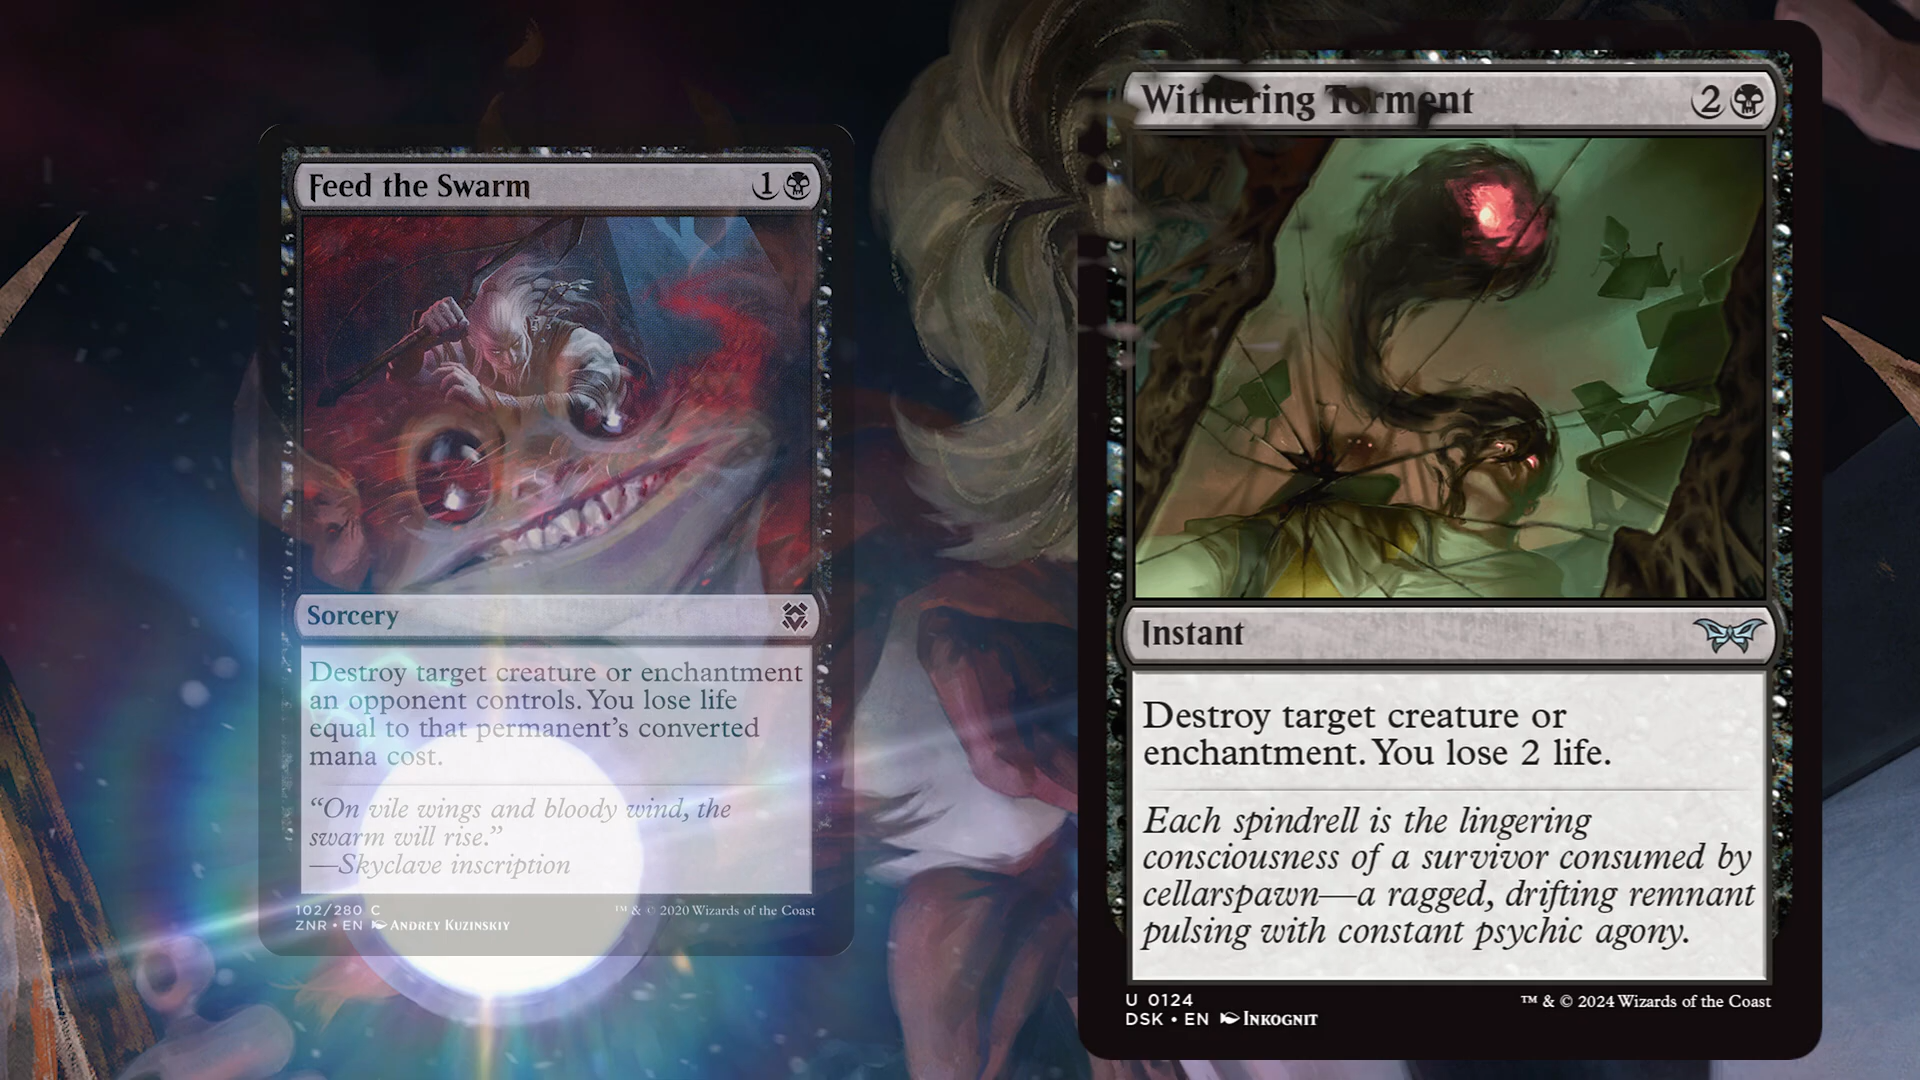 Feed the Swarm 1
Sorcery
Destroy target creature or enchantment
an opponent controls. You lose life
equal to that permanent's converted
mana cost.
“On vile wings and bloody wind, the
swarm will rise.”
—Skyclave inscription
102/280 C
ZNR • EN Andrey Kuzinskiy
™ & © 2020 Wizards of the Coast
Withering Torment 2
Instant
Destroy target creature or
enchantment. You lose 2 life.
Each spindrell is the lingering
consciousness of a survivor consumed by
cellarspawn—a ragged, drifting remnant
pulsing with constant psychic agony.
U 0124
DSK • EN Inkognit
™ & © 2024 Wizards of the Coast